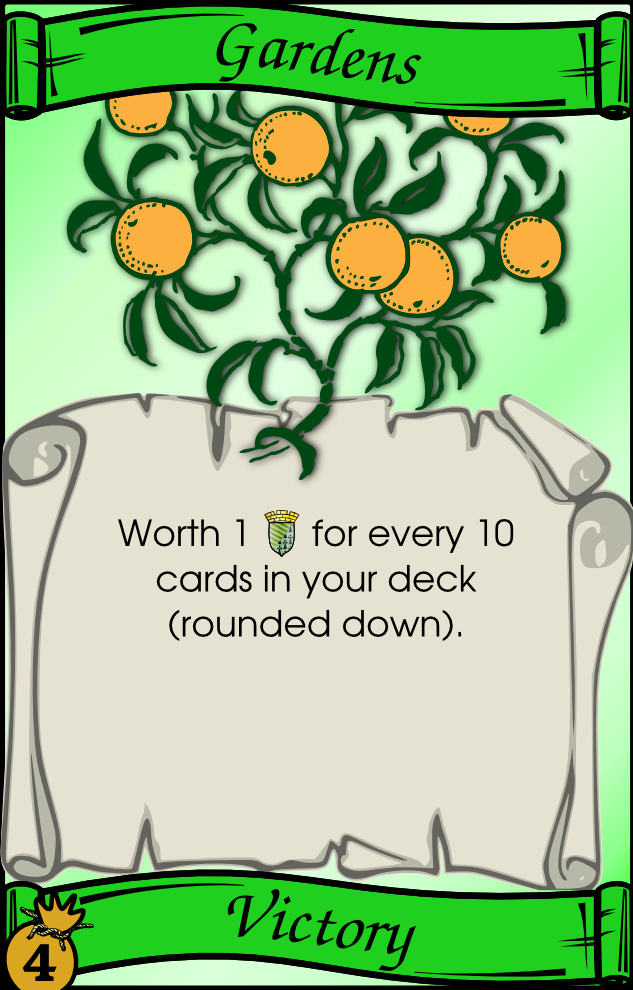 Gardens
Worth 1 for every 10
cards in your deck
(rounded down).
Victory
4